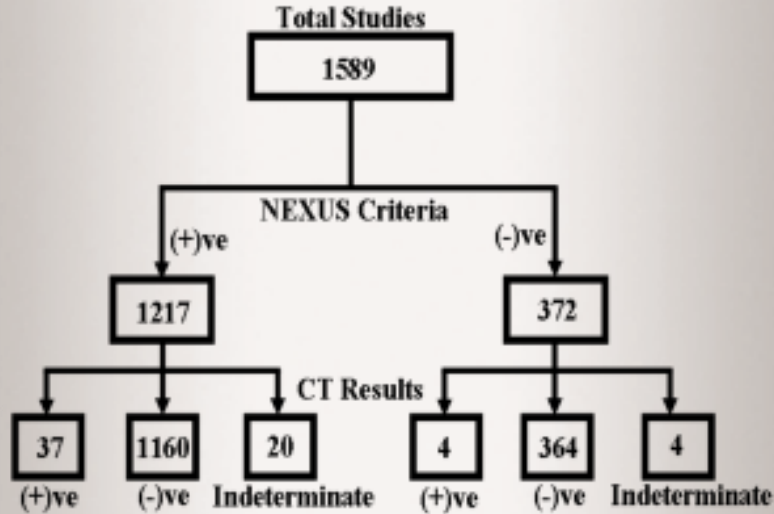 Total Studies
1589
NEXUS Criteria
(+)ve
(-)ve
1217
372
CT Results
37
1160
20
4
364
4
(+)ve
(-)ve
Indeterminate
(+)ve
(-)ve
Indeterminate